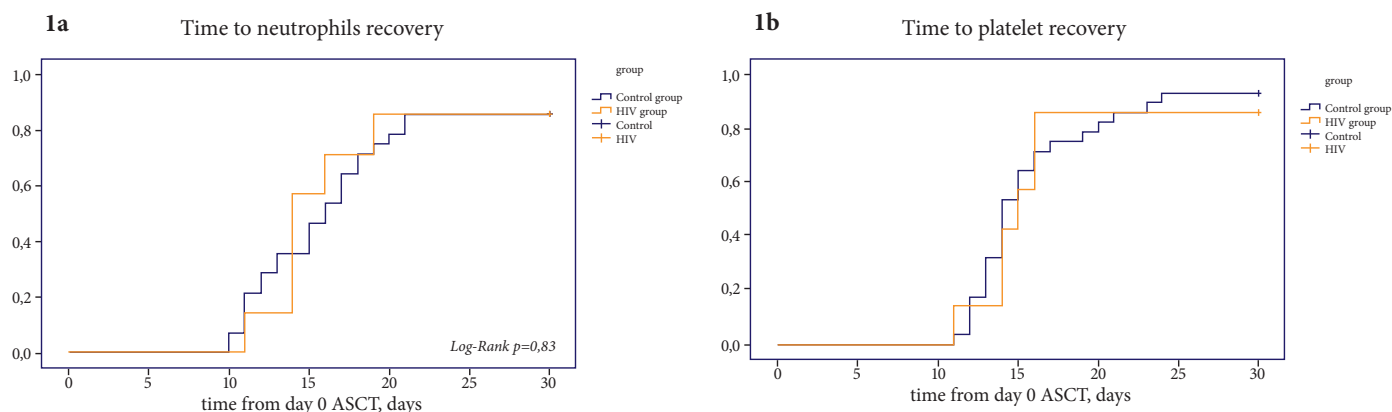 1a
Time to neutrophils recovery
1,0
0,8
0,6
0,4
0,2
0,0
0 5 10 15 20 25 30
time from day 0 ASCT, days
Log-Rank p=0,83
group
Control group
HIV group
Control
HIV
1b
Time to platelet recovery
1,0
0,8
0,6
0,4
0,2
0,0
0 5 10 15 20 25 30
time from day 0 ASCT, days
group
Control group
HIV group
Control
HIV